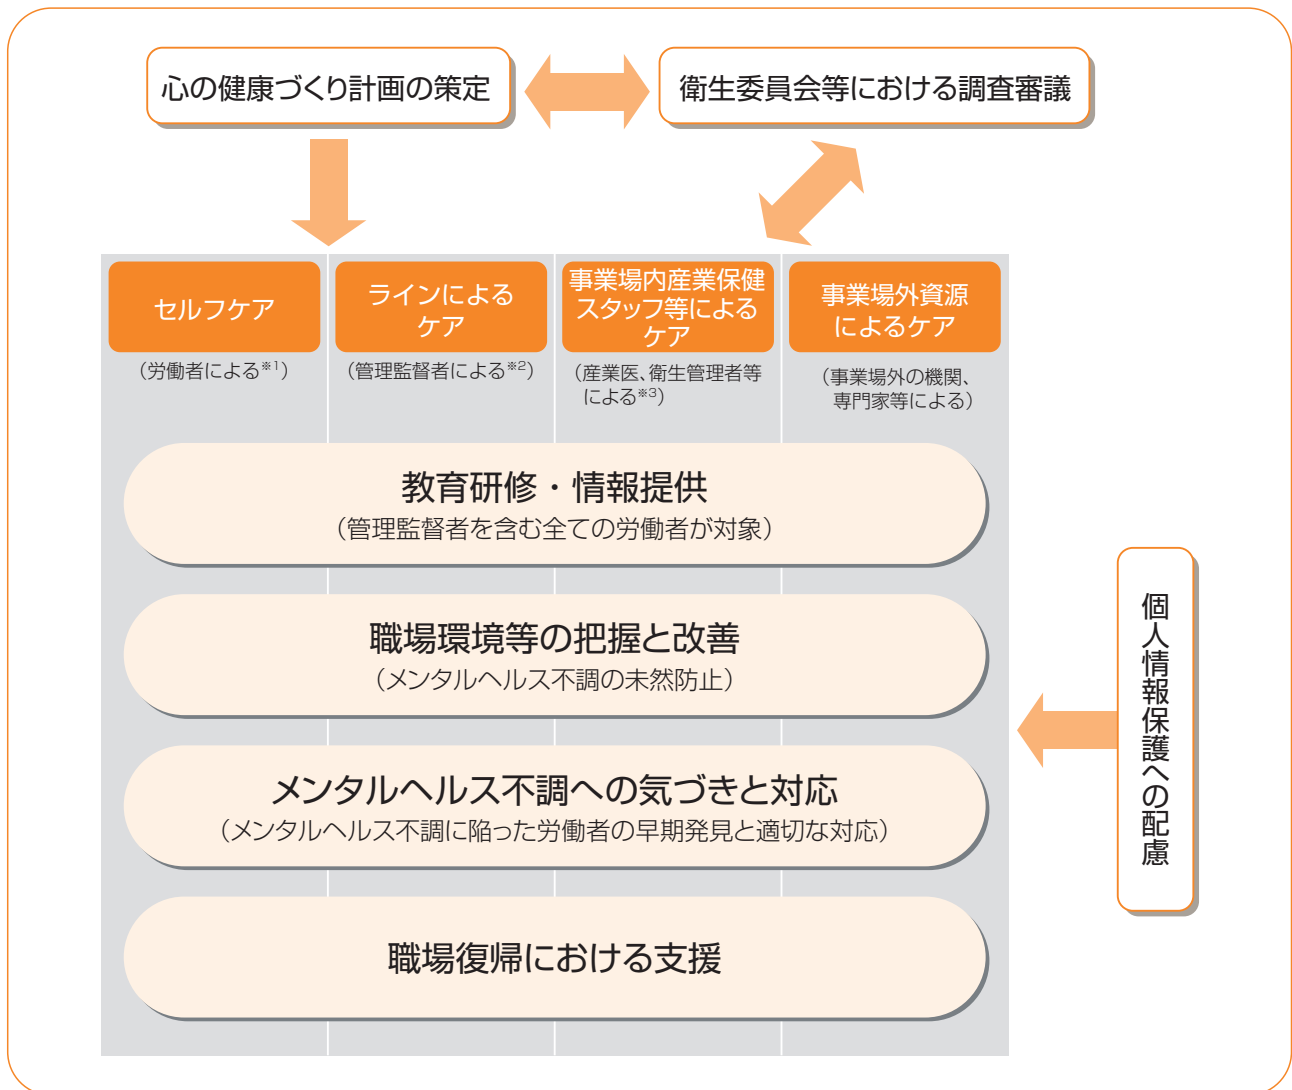 心の健康づくり計画の策定
衛生委員会等における調査審議
セルフケア
(労働者による※1)
ラインによる
ケア
(管理監督者による※2)
事業場内産業保健
スタッフ等による
ケア
(産業医、衛生管理者等
による※3)
事業場外資源
によるケア
(事業場外の機関、
専門家等による)
教育研修・情報提供
(管理監督者を含む全ての労働者が対象)
職場環境等の把握と改善
(メンタルヘルス不調の未然防止)
メンタルヘルス不調への気づきと対応
(メンタルヘルス不調に陥った労働者の早期発見と適切な対応)
職場復帰における支援
個人情報保護への配慮